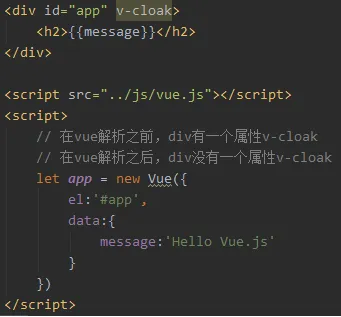 <div id="app" v-cloak>
<h2>{{message}}</h2>
</div>
<script src="../js/vue.js"></script>
<script>
// 在vue解析之前，div有一个属性v-cloak
// 在vue解析之后，div没有一个属性v-cloak
let app = new Vue({
el:'#app',
data:{
message:'Hello Vue.js'
}
})
</script>